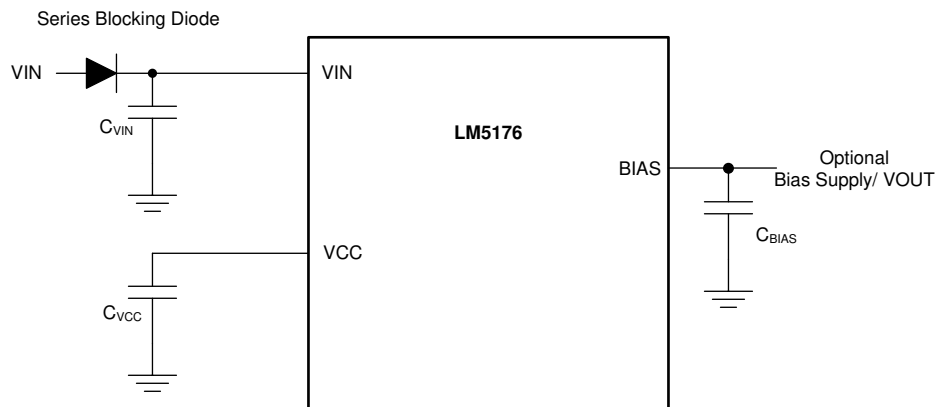 Series Blocking Diode
VIN
VIN
CVIN
LM5176
BIAS
Optional
Bias Supply/ VOUT
CBIAS
VCC
CVCC